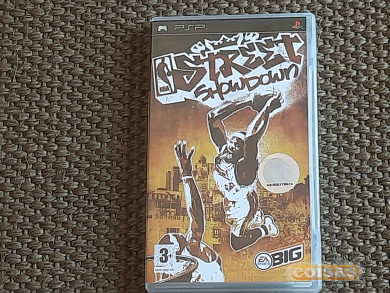 PSP
NBA
STREET
SHOWDOWN
3+
EA
BIG
COISAS